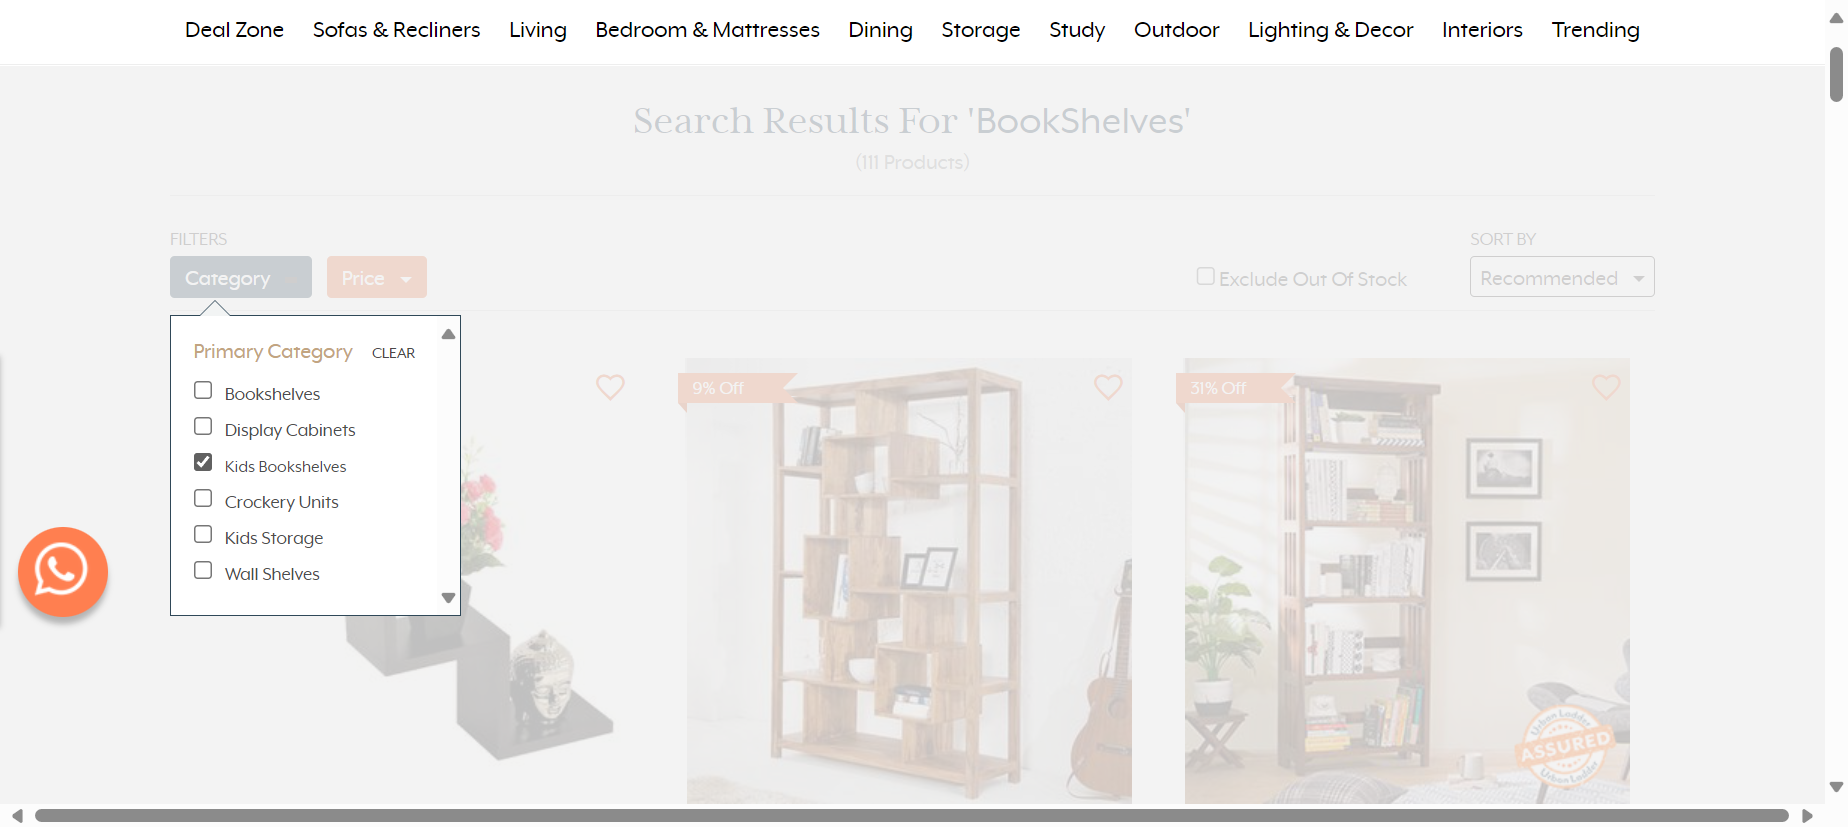 Deal Zone Sofas & Recliners Living Bedroom & Mattresses Dining Storage Study Outdoor Lighting & Decor Interiors Trending
Search Results For 'BookShelves'
(111 Products)
FILTERS
SORT BY
Category Price
Exclude Out Of Stock
Recommended
Primary Category CLEAR
Bookshelves
Display Cabinets
Kids Bookshelves
Crockery Units
Kids Storage
Wall Shelves
9% Off
31% Off
Urban Ladder
ASSURED
Urban Ladder